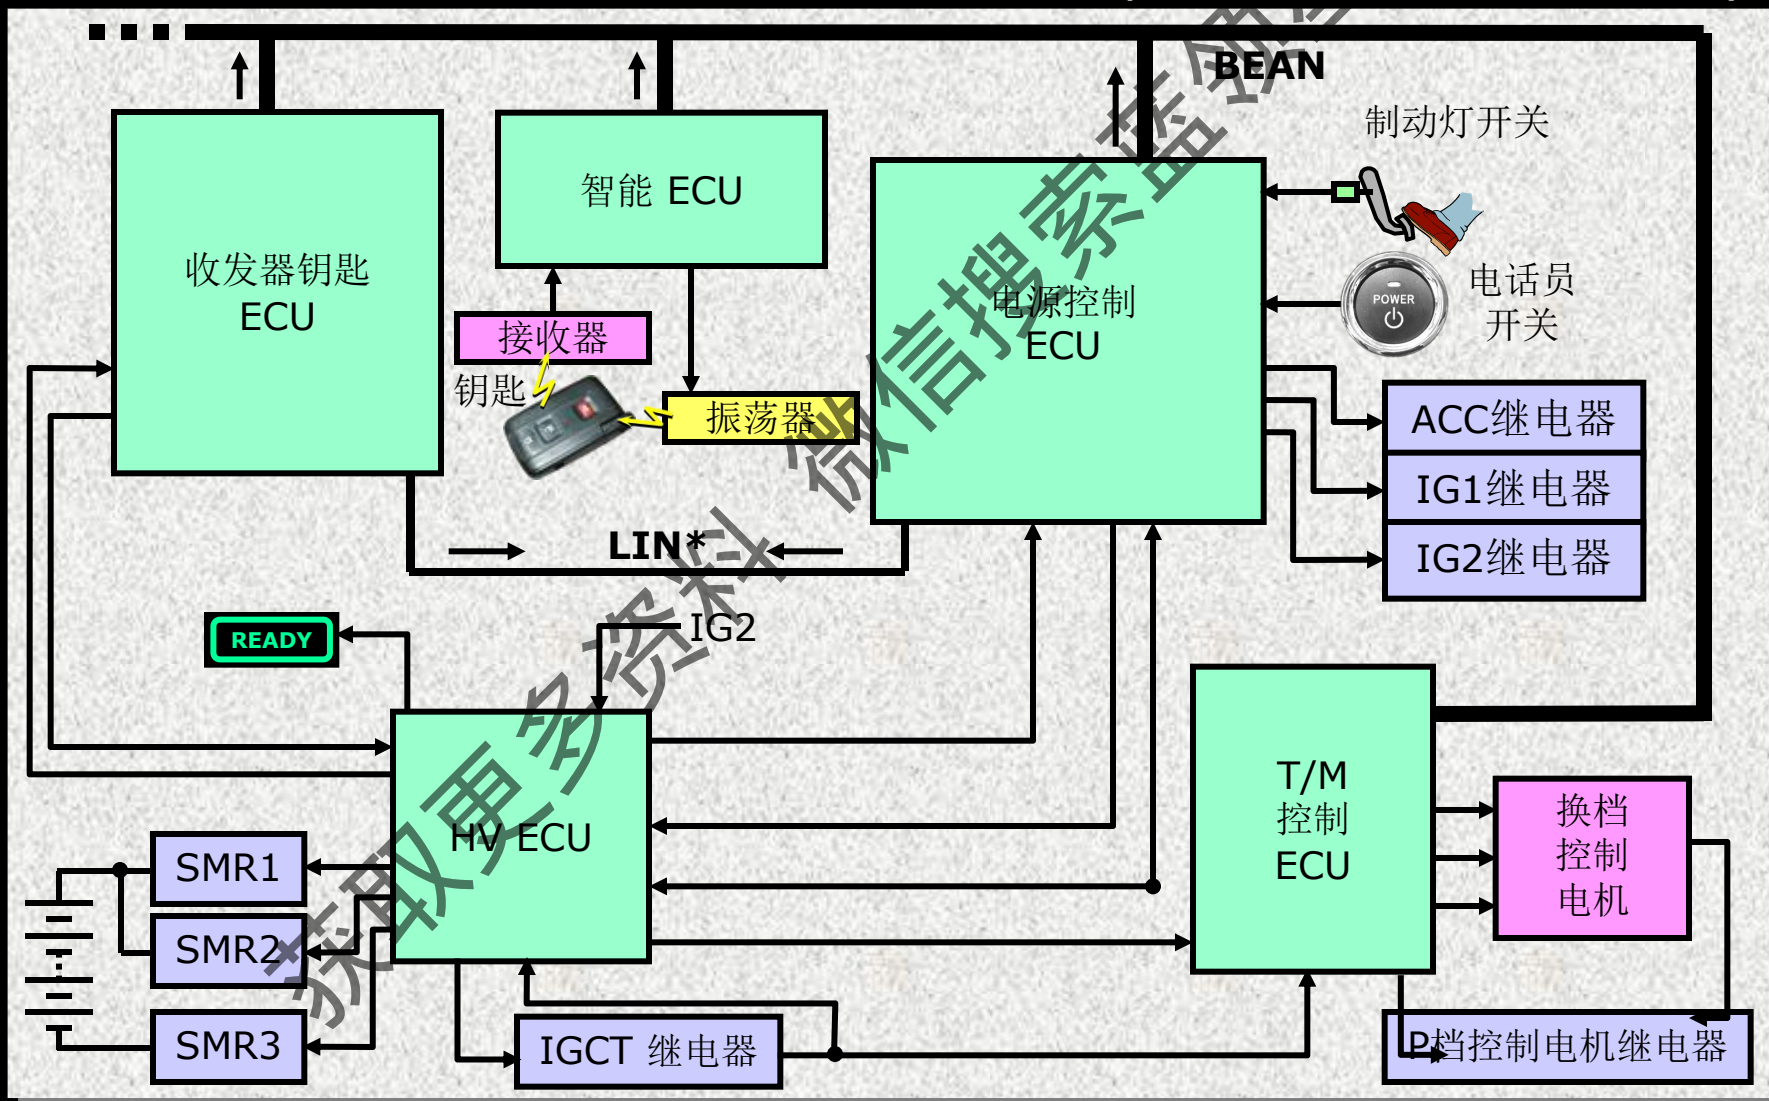 BEAN
制动灯开关
智能 ECU
收发器钥匙
ECU
电源控制
ECU
POWER
电话员
开关
接收器
钥匙
振荡器
ACC继电器
IG1继电器
IG2继电器
LIN*
IG2
READY
HV ECU
T/M
控制
ECU
换档
控制
电机
SMR1
SMR2
SMR3
IGCT 继电器
P档控制电机继电器
获取更多资料 微信搜索蓝领